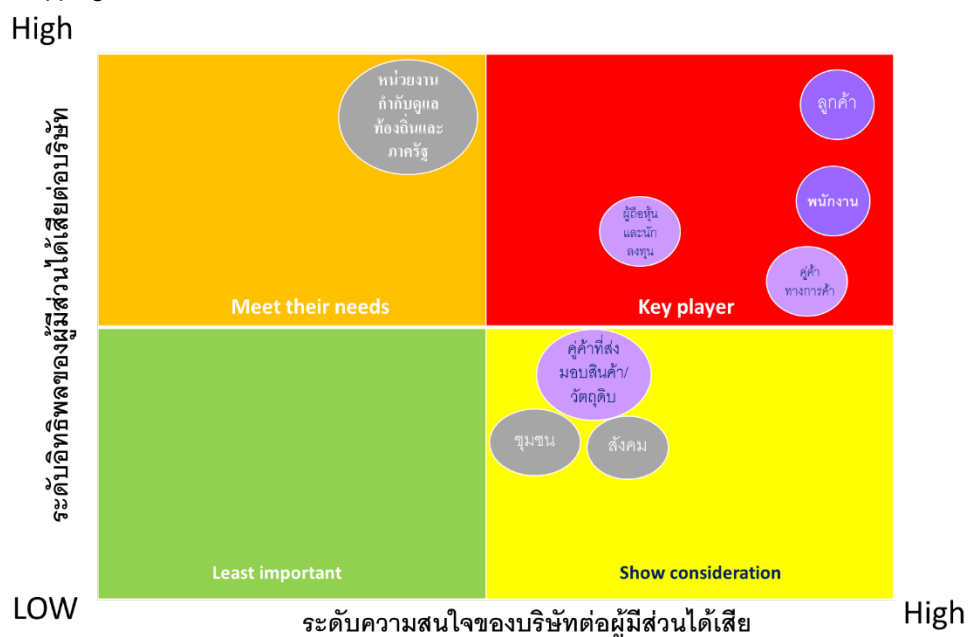 High
ระดับอิทธิพลของผู้มีส่วนได้เสียต่อบริษัท
หน่วยงาน
กำกับดูแล
ท้องถิ่นและ
ภาครัฐ
ลูกค้า
พนักงาน
ผู้ถือหุ้น
และนัก
ลงทุน
คู่ค้า
ทางการค้า
Meet their needs
Key player
คู่ค้าที่ส่ง
มอบสินค้า/
วัตถุดิบ
ชุมชน
สังคม
Least important
Show consideration
LOW
ระดับความสนใจของบริษัทต่อผู้มีส่วนได้เสีย
High